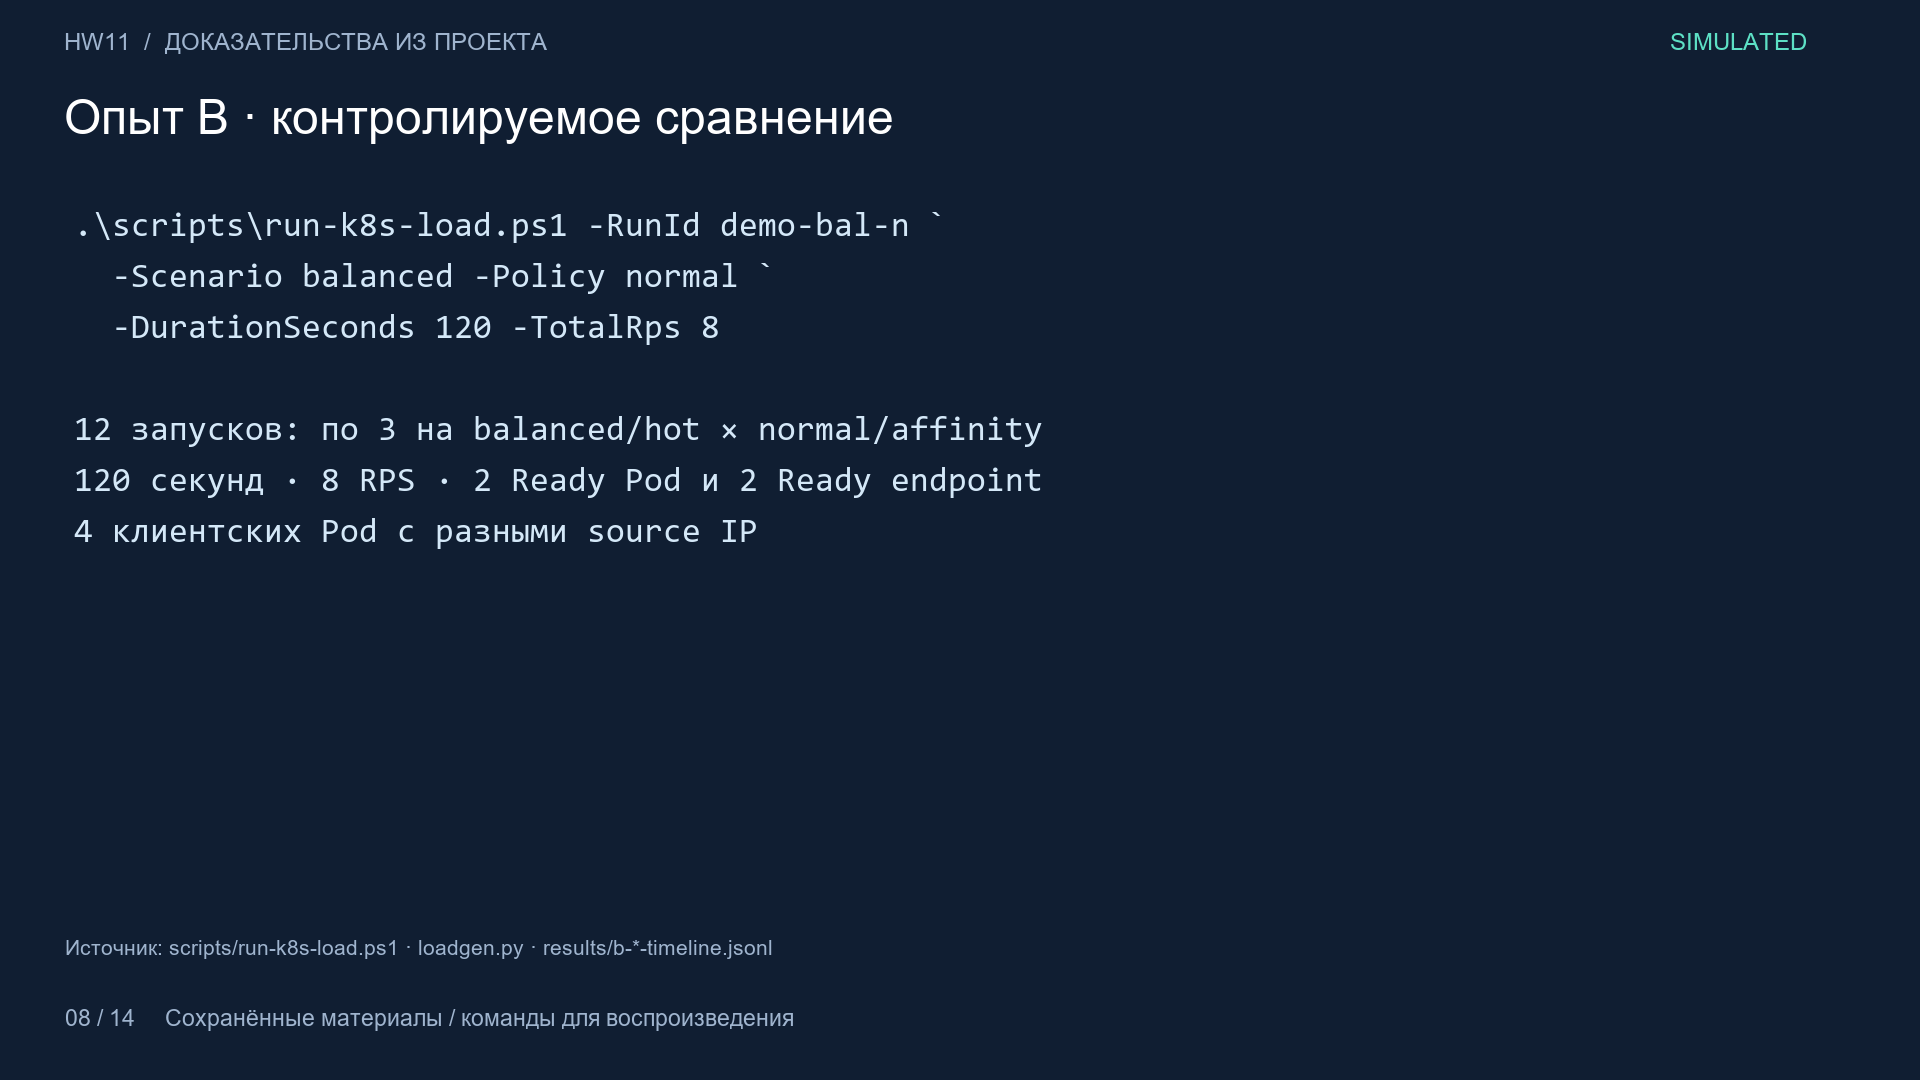 HW11 / ДОКАЗАТЕЛЬСТВА ИЗ ПРОЕКТА
SIMULATED
Опыт B · контролируемое сравнение
.\scripts\run-k8s-load.ps1 -RunId demo-bal-n `
  -Scenario balanced -Policy normal `
  -DurationSeconds 120 -TotalRps 8
12 запусков: по 3 на balanced/hot × normal/affinity
120 секунд · 8 RPS · 2 Ready Pod и 2 Ready endpoint
4 клиентских Pod с разными source IP
Источник: scripts/run-k8s-load.ps1 · loadgen.py · results/b-*-timeline.jsonl
08 / 14 Сохранённые материалы / команды для воспроизведения